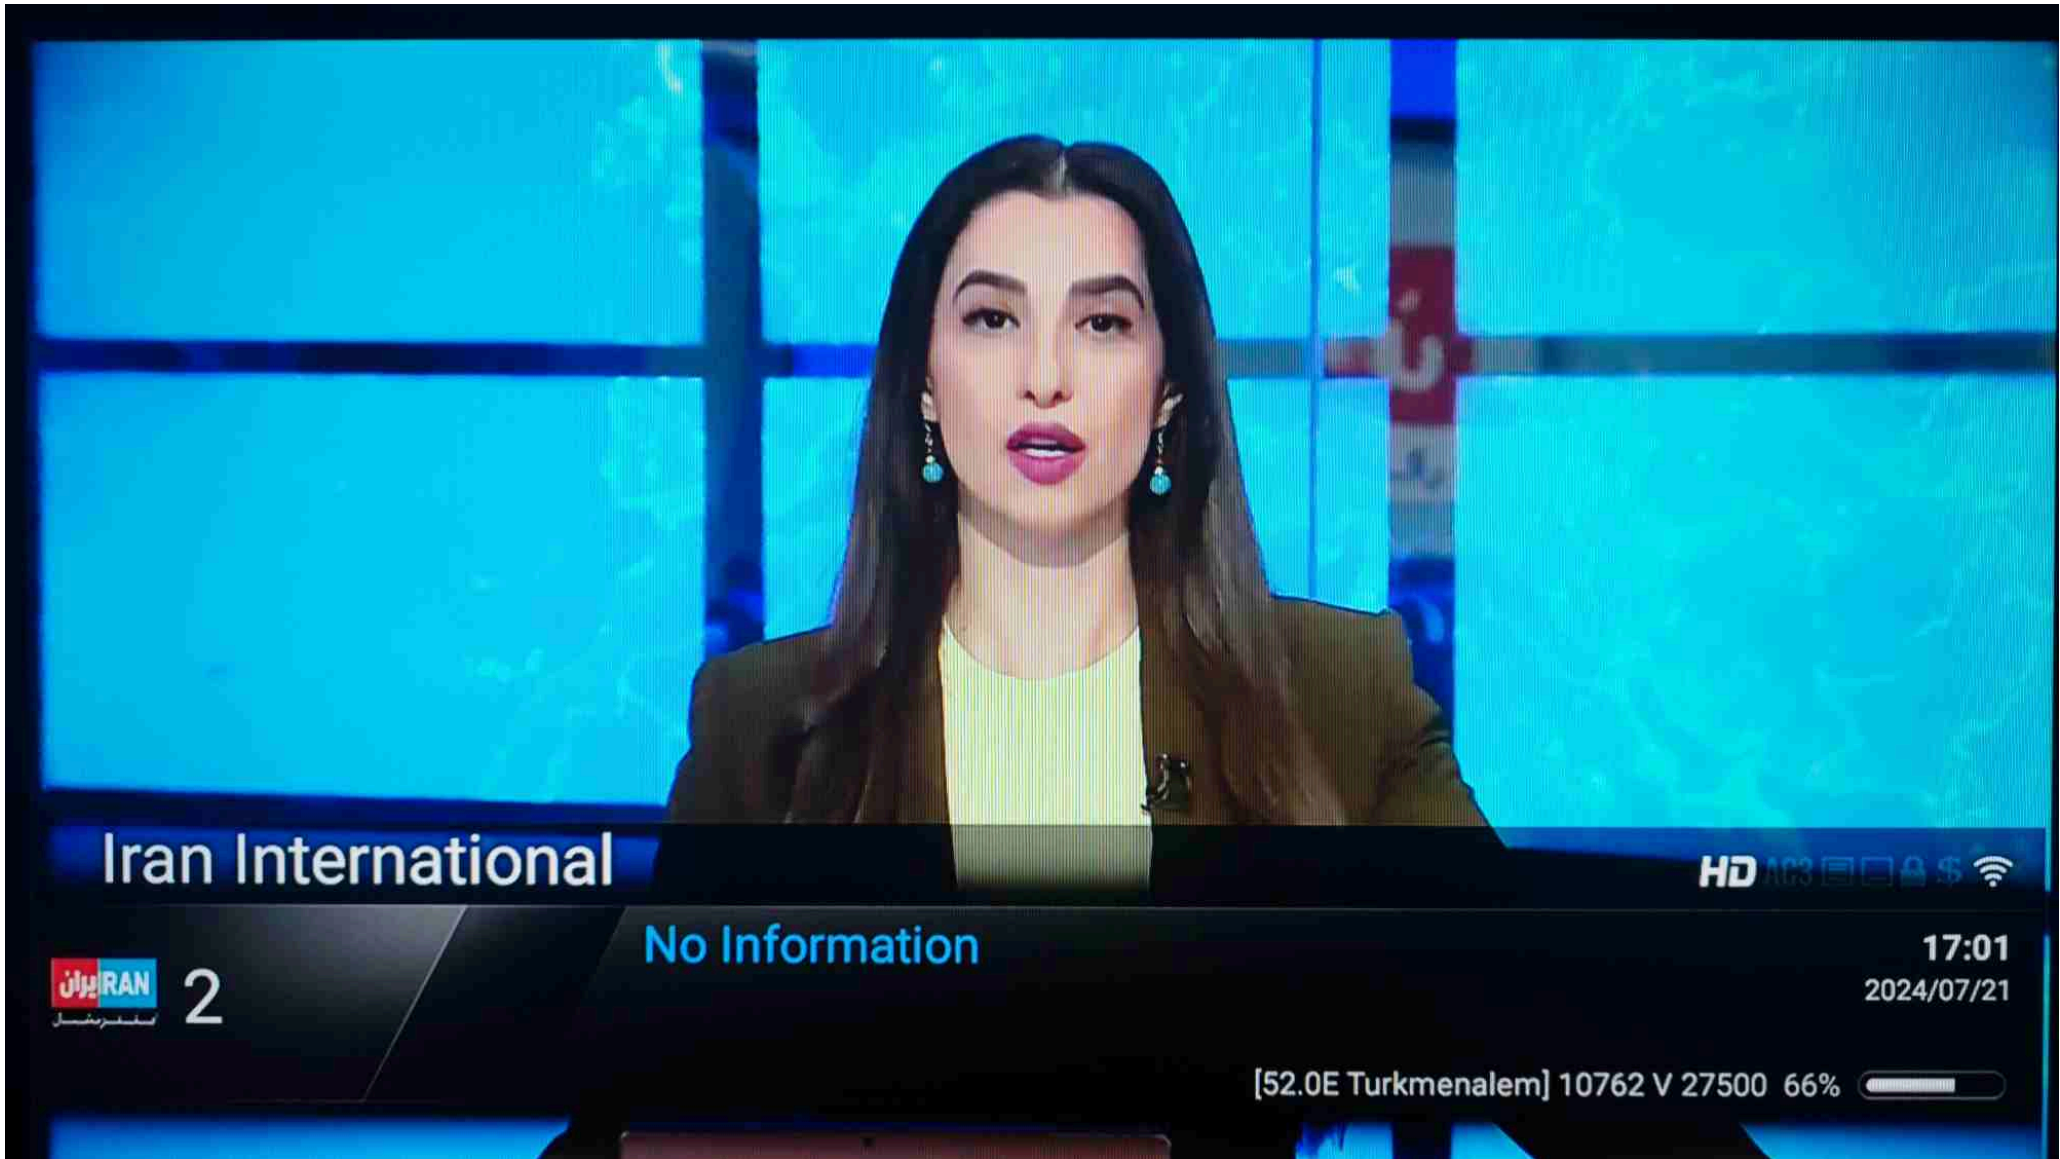 Iran International
HD AC3 $
No Information
17:01
ایران IRAN
اینترنشنال
2
2024/07/21
[52.0E Turkmenalem] 10762 V 27500 66%